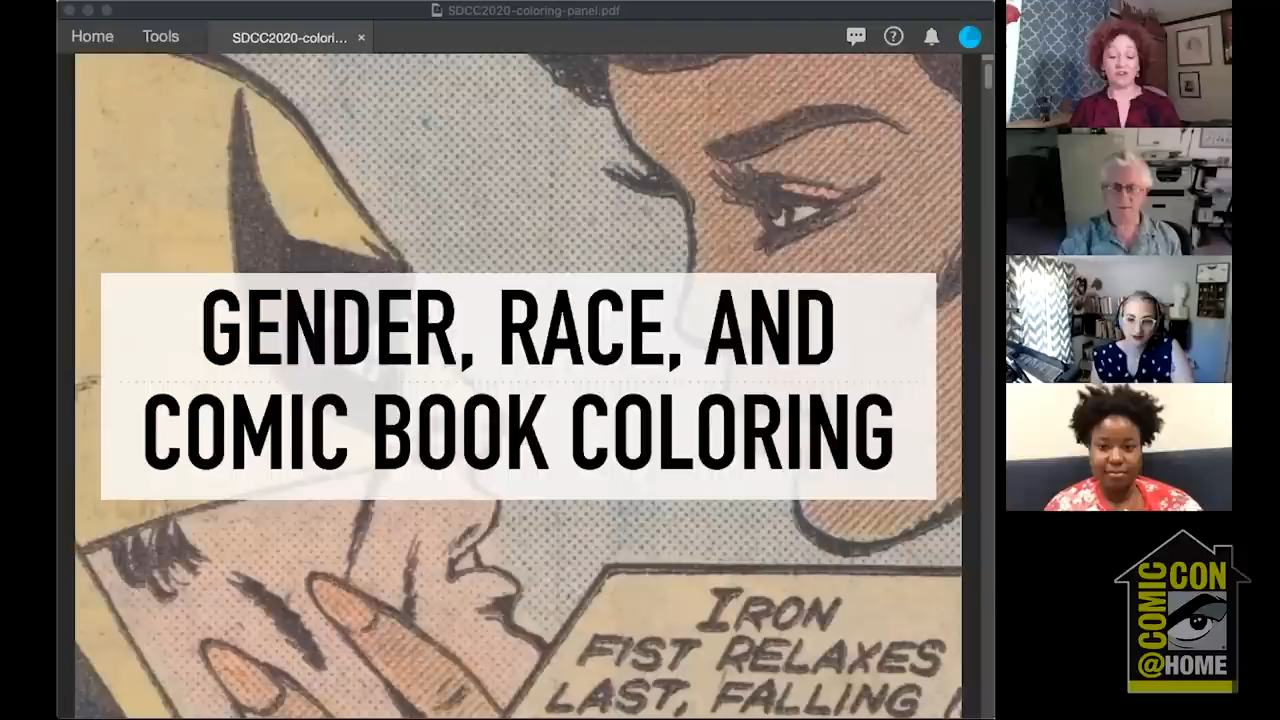 SDCC2020-coloring-panel.pdf
Home Tools SDCC2020-colori... ×
GENDER, RACE, AND
COMIC BOOK COLORING
IRON
FIST RELAXES
LAST, FALLING
COMIC
CON
@HOME